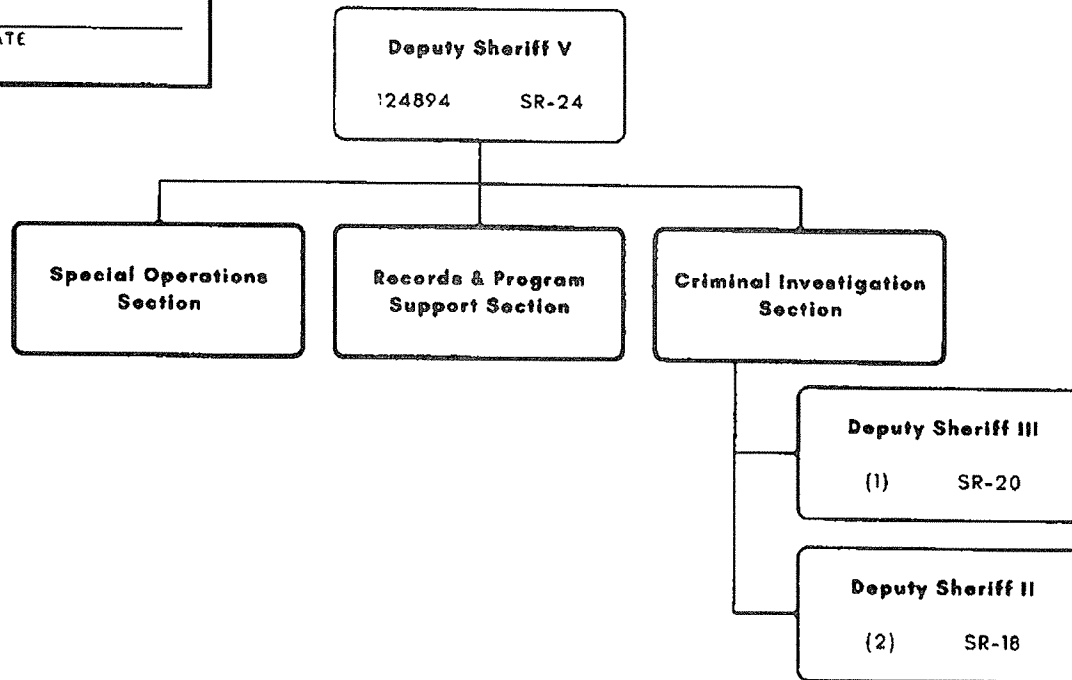 Deputy Sheriff V
124894 SR-24
Special Operations
Section
Records & Program
Support Section
Criminal Investigation
Section
Deputy Sheriff III
(1) SR-20
Deputy Sheriff II
(2) SR-18